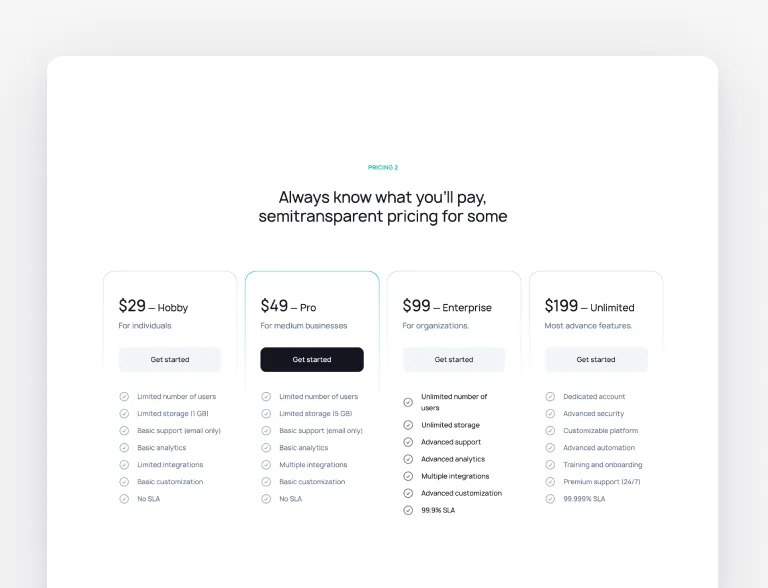 PRICING 2
Always know what you'll pay,
semitransparent pricing for some
$29 – Hobby
For individuals
Get started
Limited number of users
Limited storage (1 GB)
Basic support (email only)
Basic analytics
Limited integrations
Basic customization
No SLA
$49 – Pro
For medium businesses
Get started
Limited number of users
Limited storage (5 GB)
Basic support (email only)
Basic analytics
Multiple integrations
Basic customization
No SLA
$99 – Enterprise
For organizations.
Get started
Unlimited number of
users
Unlimited storage
Advanced support
Advanced analytics
Multiple integrations
Advanced customization
99.9% SLA
$199 – Unlimited
Most advance features.
Get started
Dedicated account
Advanced security
Customizable platform
Advanced automation
Training and onboarding
Premium support (24/7)
99.999% SLA